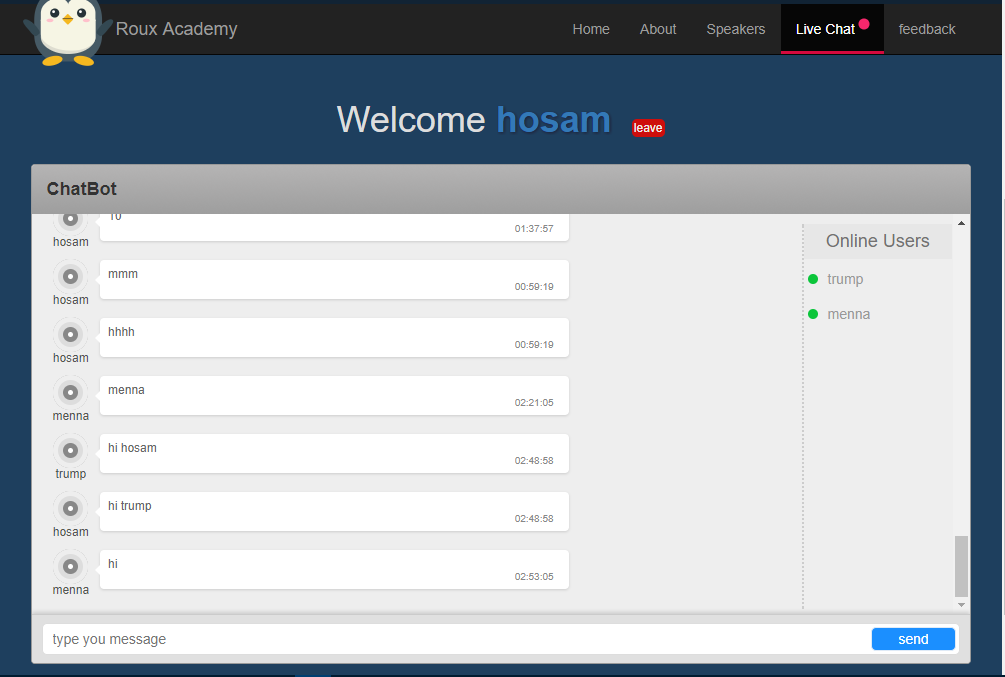 Roux Academy
Home About Speakers Live Chat feedback
Welcome hosam leave
ChatBot
hosam
01:37:57
mmm
hosam
00:59:19
hhhh
hosam
00:59:19
menna
menna
02:21:05
hi hosam
trump
02:48:58
hi trump
hosam
02:48:58
hi
menna
02:53:05
Online Users
trump
menna
type you message
send